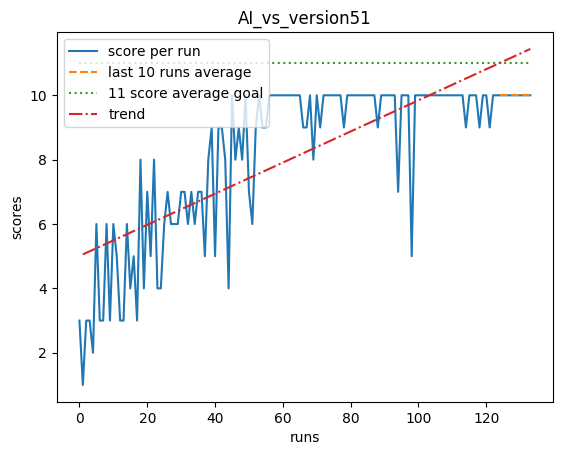 AI_vs_version51
score per run
last 10 runs average
11 score average goal
trend
scores
10
8
6
4
2
0
20
40
60
80
100
120
runs